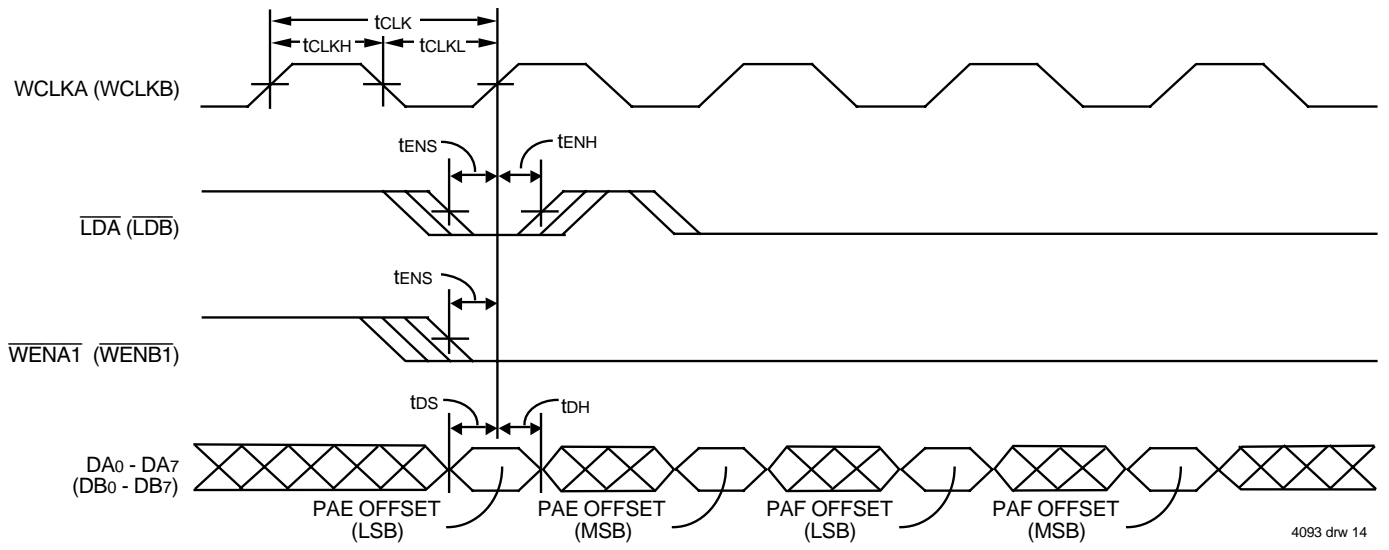 tCLK
tCLKH tCLKL
WCLKA (WCLKB)
tENS tENH
LDA (LDB)
tENS
WENA1 (WENB1)
tDS tDH
DA0 - DA7
(DB0 - DB7)
PAE OFFSET
(LSB)
PAE OFFSET
(MSB)
PAF OFFSET
(LSB)
PAF OFFSET
(MSB)
4093 drw 14